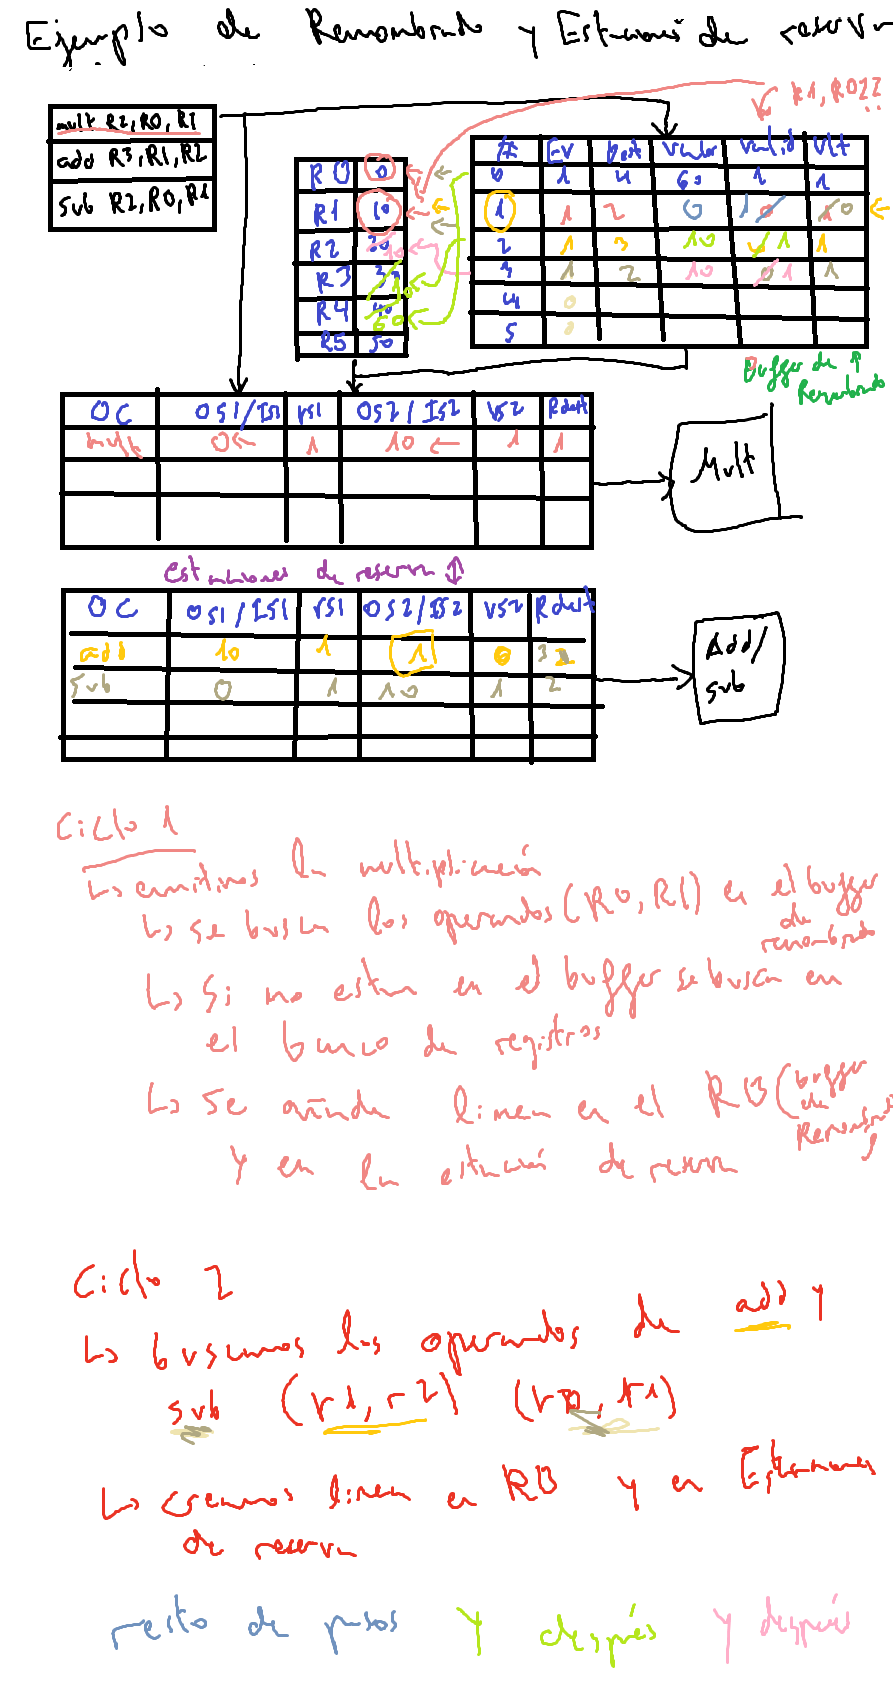 Ejemplo de Renombrado y Estaciones de reserva
R1, R0??
mult R2, R0, R1
add R3, R1, R2
sub R2, R0, R1
R0 0
R1 10
R2 30 10
R3 30 10
R4 40 60
R5 50
# EV Dest Valor Valid Ult
0 1 4 60 1 1
1 1 2 0 1 0 1 0
2 1 3 10 0 1 1
3 1 2 10 0 1 1
4 0
5 0
Buffer de Renombrado
OC OS1/IS1 VS1 OS2/IS2 VS2 Rdest
mult 0 1 10 1 1
Mult
estaciones de reserva
OC OS1/IS1 VS1 OS2/IS2 VS2 Rdest
add 10 1 1 0 3 2
sub 0 1 10 1 2
Add/
sub
Ciclo 1
↳ emitimos la multiplicación
↳ se buscan los operandos (R0, R1) en el buffer de renombrado
↳ Si no estan en el buffer se buscan en
el banco de registros
↳ Se añade linea en el RB (buffer de Renombrado)
y en la estación de reserva
Ciclo 2
↳ buscamos los operandos de add y
sub (r1, r2) (r0, r1)
↳ creamos linea en RB y en Estaciones
de reserva
resto de pasos y después y después